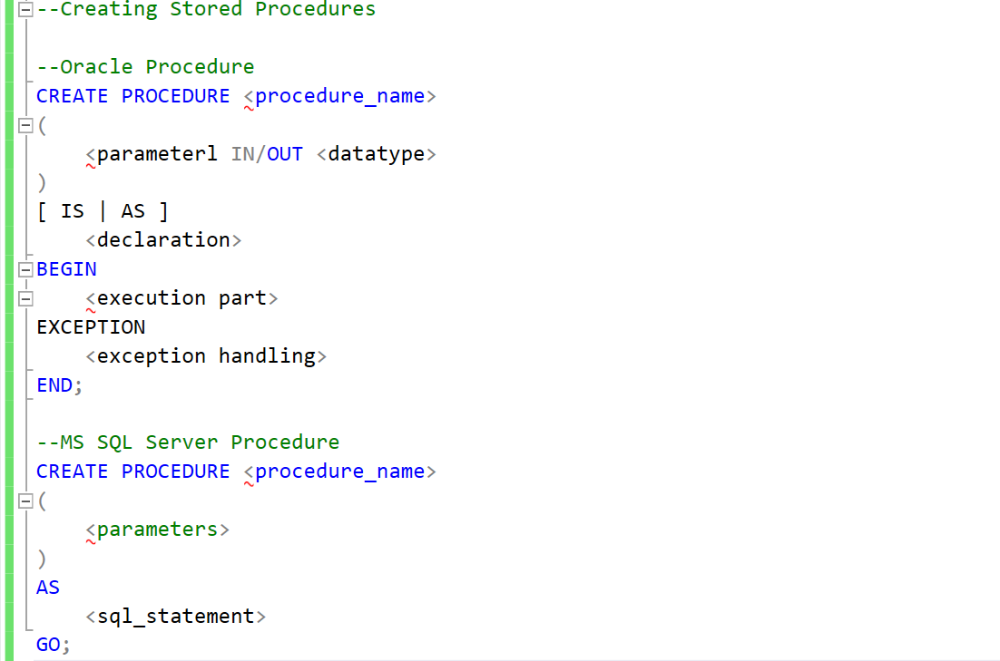 --Creating Stored Procedures
--Oracle Procedure
CREATE PROCEDURE <procedure_name>
(
<parameterl IN/OUT <datatype>
)
[ IS | AS ]
<declaration>
BEGIN
<execution part>
EXCEPTION
<exception handling>
END;
--MS SQL Server Procedure
CREATE PROCEDURE <procedure_name>
(
<parameters>
)
AS
<sql_statement>
GO;